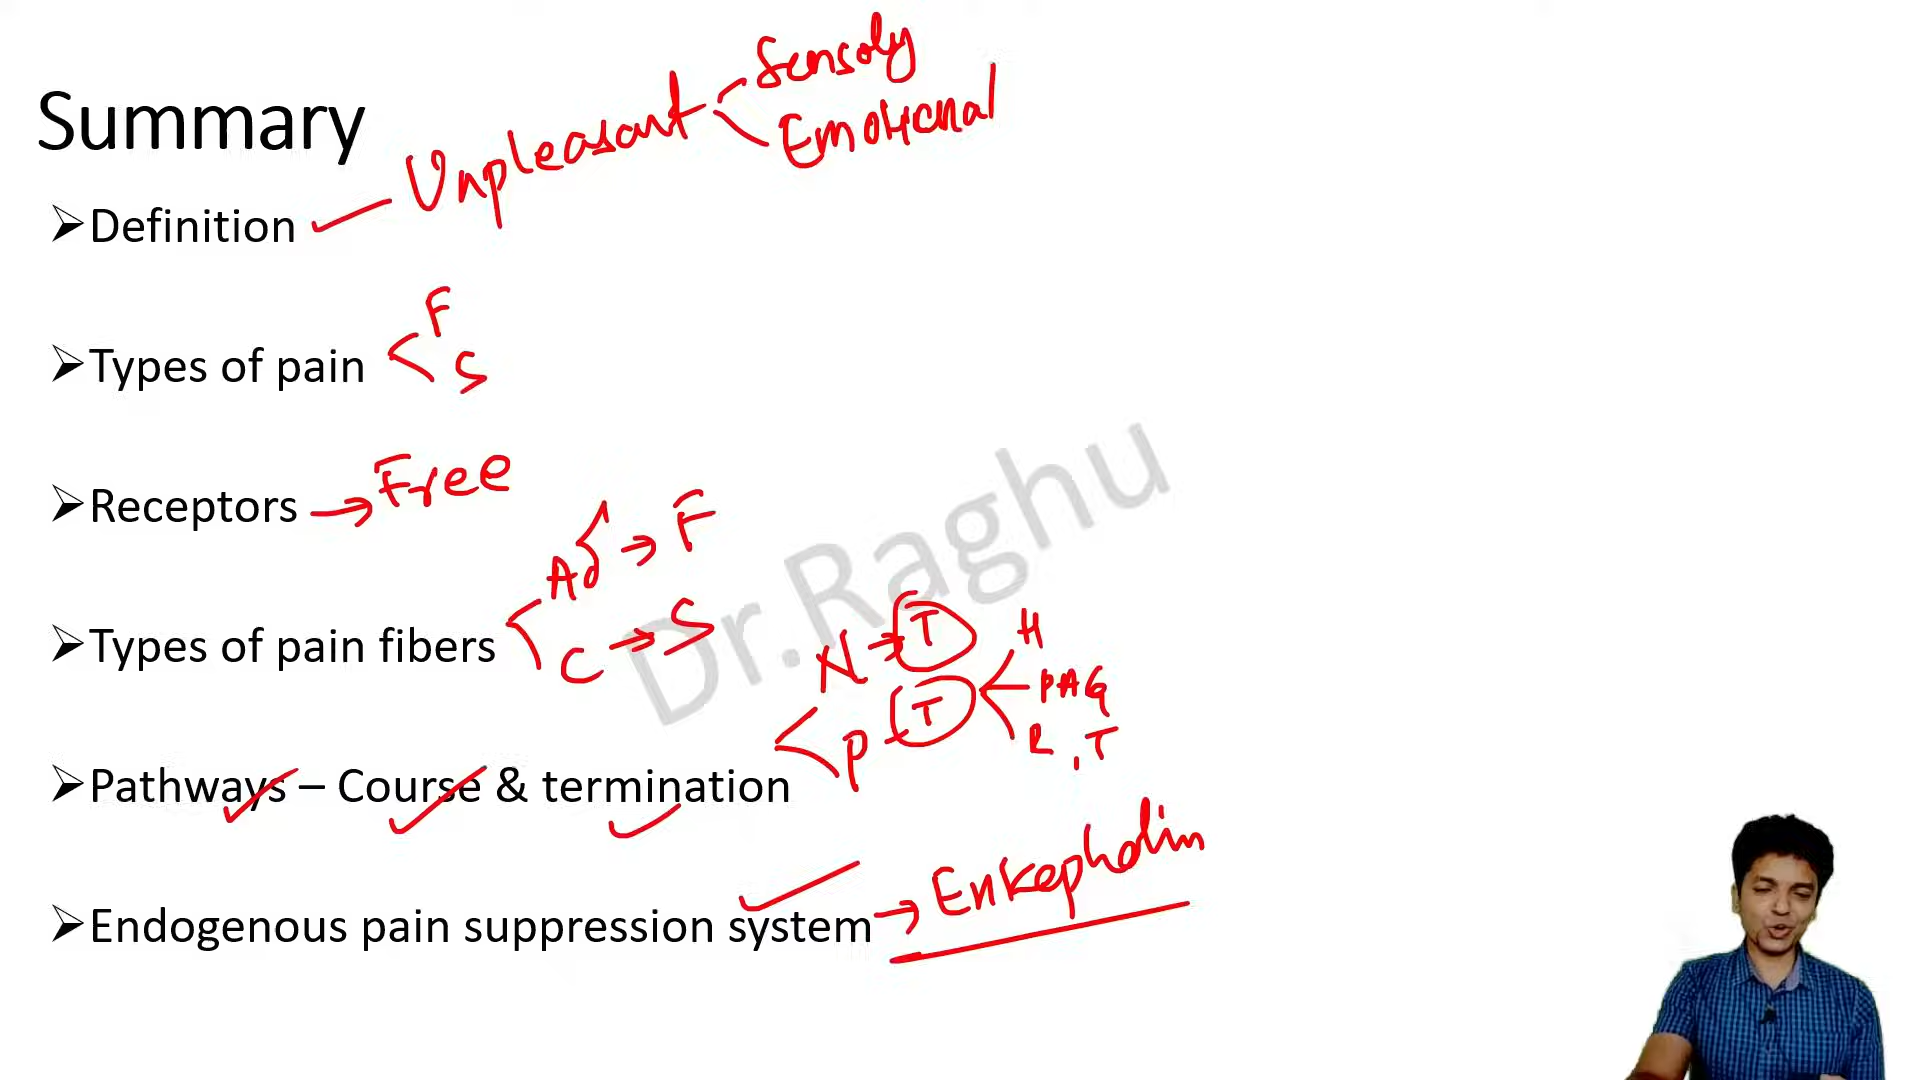 Summary
Unpleasant
Sensoly
Emotional
➤Definition
➤Types of pain
F
S
➤Receptors → Free
➤Types of pain fibers
Aδ → F
C → S
➤Pathways – Course & termination
N → T
P → T
H
PAG
R, T
➤Endogenous pain suppression system → Enkephalin
Dr.Raghu